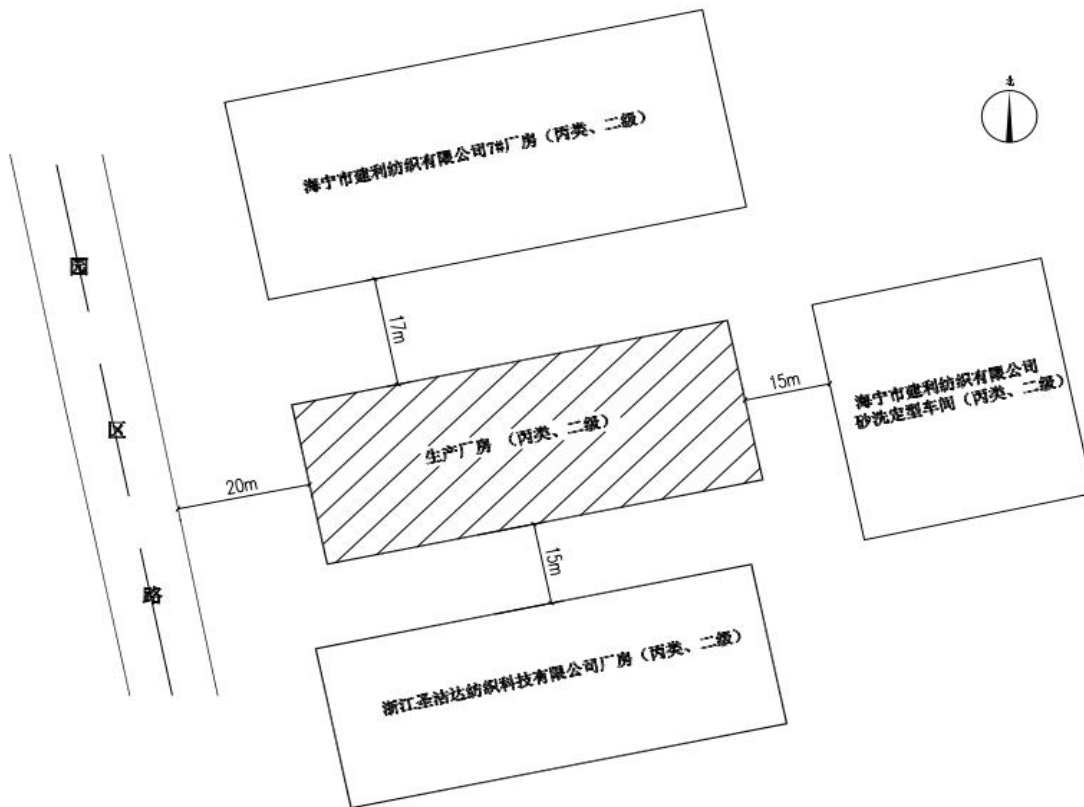 北
海宁市建利纺织有限公司7#厂房（丙类、二级）
园
区
路
17m
15m
海宁市建利纺织有限公司
砂洗定型车间（丙类、二级）
生产厂房 （丙类、二级）
20m
15m
浙江圣洁达纺织科技有限公司厂房（丙类、二级）